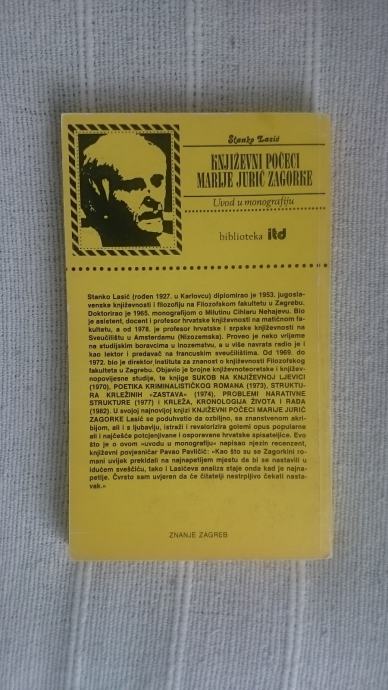 Stanko Lasić
KNJIŽEVNI POČECI
MARIJE JURIĆ ZAGORKE
Uvod u monografiju
biblioteka itd
Stanko Lasić (rođen 1927. u Karlovcu) diplomirao je 1953. jugosla-
venske književnosti i filozofiju na Filozofskom fakultetu u Zagrebu.
Doktorirao je 1965. monografijom o Milutinu Cihlaru Nehajevu. Bio
je asistent, docent i profesor hrvatske književnosti na matičnom fa-
kultetu, a od 1978. je profesor hrvatske i srpske književnosti na
Sveučilištu u Amsterdamu (Nizozemska). Proveo je neko vrijeme
na studijskim boravcima u inozemstvu, a u više navrata radio je i
kao lektor i predavač na francuskim sveučilištima. Od 1969. do
1972. bio je direktor Instituta za znanost o književnosti Filozofskog
fakulteta u Zagrebu. Objavio je brojne književnoteoretske i književ-
nopovijesne studije, te knjige SUKOB NA KNJIŽEVNOJ LJEVICI
(1970), POETIKA KRIMINALISTIČKOG ROMANA (1973), STRUKTU-
RA KRLEŽINIH »ZASTAVA« (1974), PROBLEMI NARATIVNE
STRUKTURE (1977) i KRLEŽA, KRONOLOGIJA ŽIVOTA I RADA
(1982). U svojoj najnovijoj knjizi KNJIŽEVNI POČECI MARIJE JURIĆ
ZAGORKE Lasić se poduhvatio da ozbiljno, sa znanstvenom akri-
bijom, ali i s ljubavlju, istraži i revalorizira golemi opus popularne
ali i najčešće potcjenjivane i osporavane hrvatske spisateljice. Evo
što je o ovom »uvodu u monografiju« napisao njezin recenzent,
književni povjesničar Pavao Pavličić: »Kao što su se Zagorkini ro-
mani uvijek prekidali na najnapetijem mjestu da bi se nastavili u
idućem sveščiću, tako i Lasićeva analiza staje onda kad je najna-
petije. Čvrsto sam uvjeren da će čitatelji nestrpljivo čekati nasta-
vak.«
ZNANJE ZAGREB